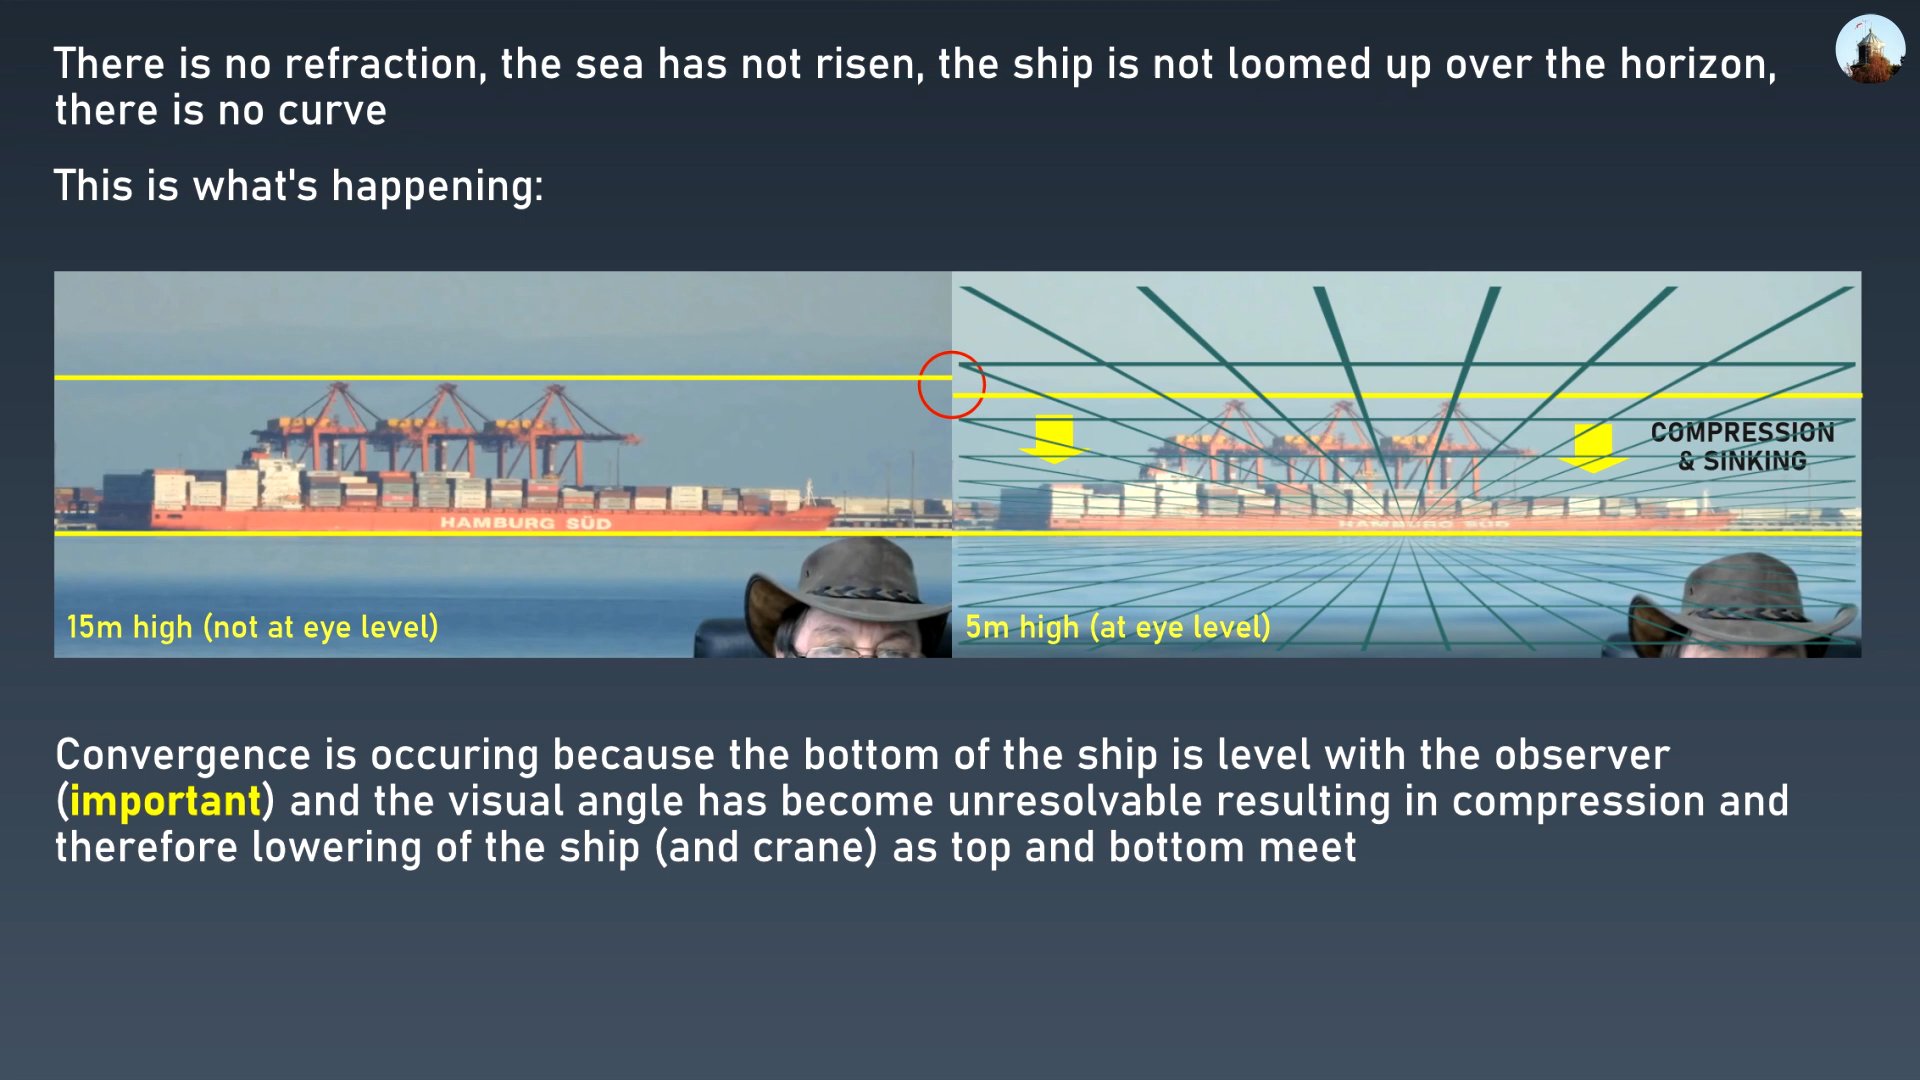 There is no refraction, the sea has not risen, the ship is not loomed up over the horizon,
there is no curve
This is what's happening:
HAMBURG SÜD
15m high (not at eye level)
COMPRESSION
& SINKING
HAMBURG SÜD
5m high (at eye level)
Convergence is occuring because the bottom of the ship is level with the observer
(important) and the visual angle has become unresolvable resulting in compression and
therefore lowering of the ship (and crane) as top and bottom meet